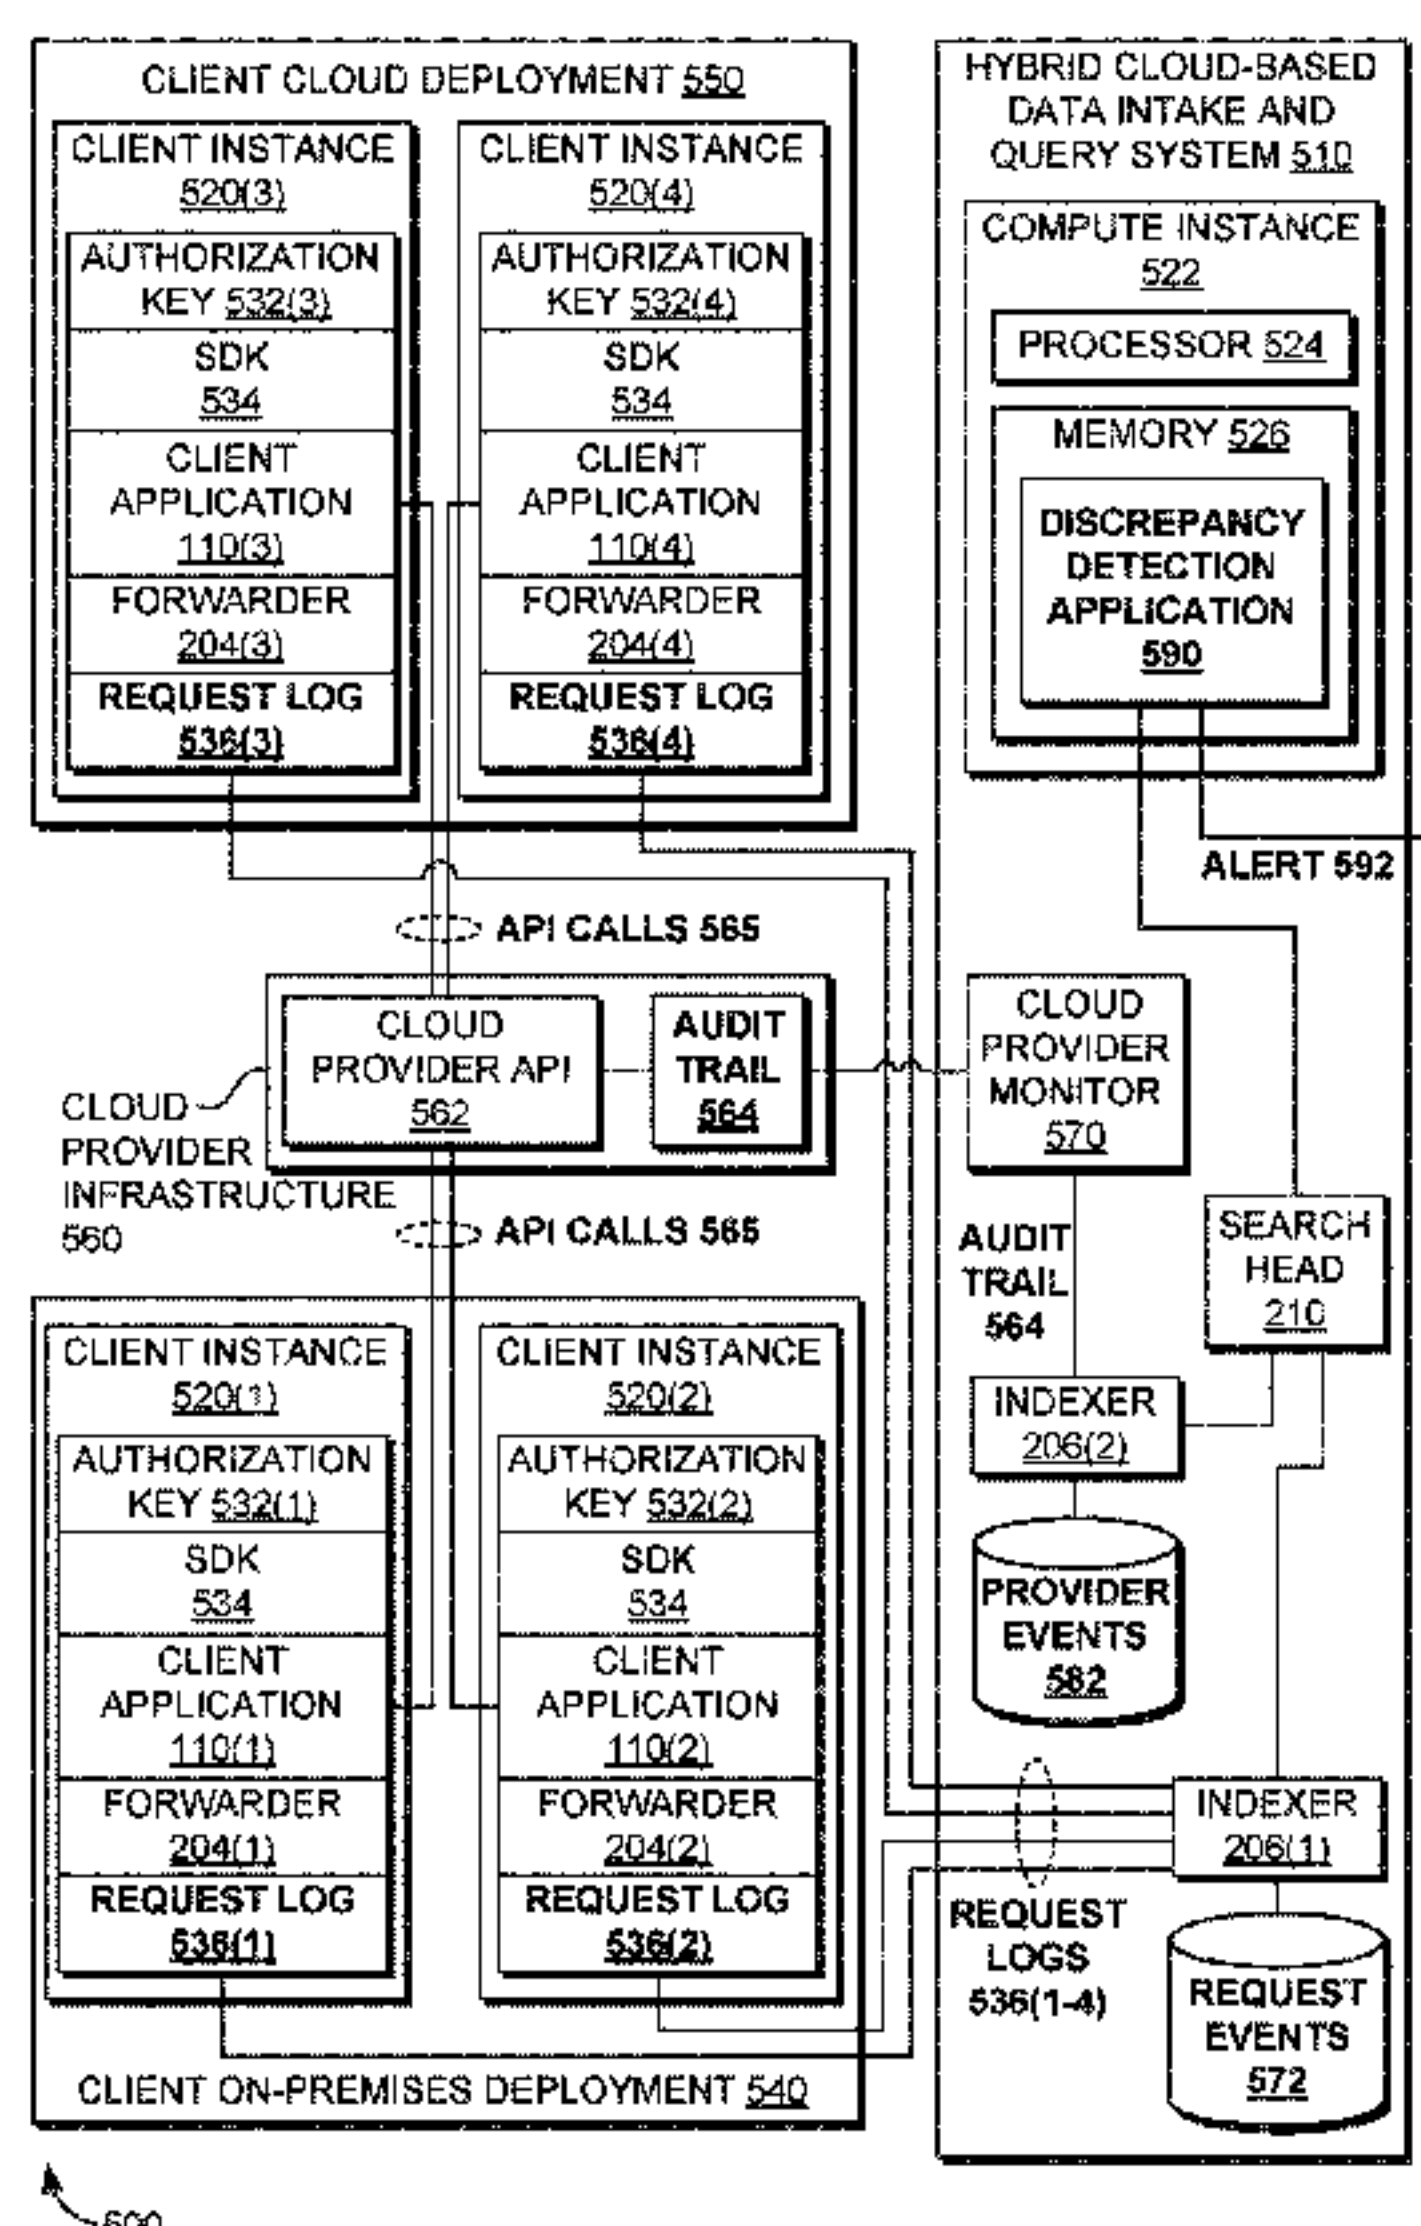 CLIENT CLOUD DEPLOYMENT 550
CLIENT INSTANCE
520(3)
AUTHORIZATION
KEY 532(3)
SDK
534
CLIENT
APPLICATION
110(3)
FORWARDER
204(3)
REQUEST LOG
536(3)
CLIENT INSTANCE
520(4)
AUTHORIZATION
KEY 532(4)
SDK
534
CLIENT
APPLICATION
110(4)
FORWARDER
204(4)
REQUEST LOG
536(4)
HYBRID CLOUD-BASED
DATA INTAKE AND
QUERY SYSTEM 510
COMPUTE INSTANCE
522
PROCESSOR 524
MEMORY 526
DISCREPANCY
DETECTION
APPLICATION
590
ALERT 592
API CALLS 565
CLOUD
PROVIDER API
562
AUDIT
TRAIL
564
CLOUD
PROVIDER
INFRASTRUCTURE
560
API CALLS 565
CLOUD
PROVIDER
MONITOR
570
AUDIT
TRAIL
564
SEARCH
HEAD
210
INDEXER
206(2)
PROVIDER
EVENTS
582
CLIENT INSTANCE
520(1)
AUTHORIZATION
KEY 532(1)
SDK
534
CLIENT
APPLICATION
110(1)
FORWARDER
204(1)
REQUEST LOG
536(1)
CLIENT INSTANCE
520(2)
AUTHORIZATION
KEY 532(2)
SDK
534
CLIENT
APPLICATION
110(2)
FORWARDER
204(2)
REQUEST LOG
536(2)
CLIENT ON-PREMISES DEPLOYMENT 540
INDEXER
206(1)
REQUEST
LOGS
536(1-4)
REQUEST
EVENTS
572